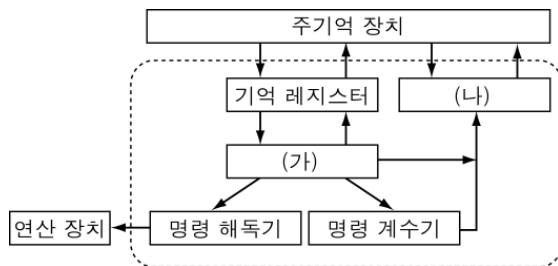 주기억 장치
기억 레지스터
(나)
(가)
연산 장치
명령 해독기
명령 계수기